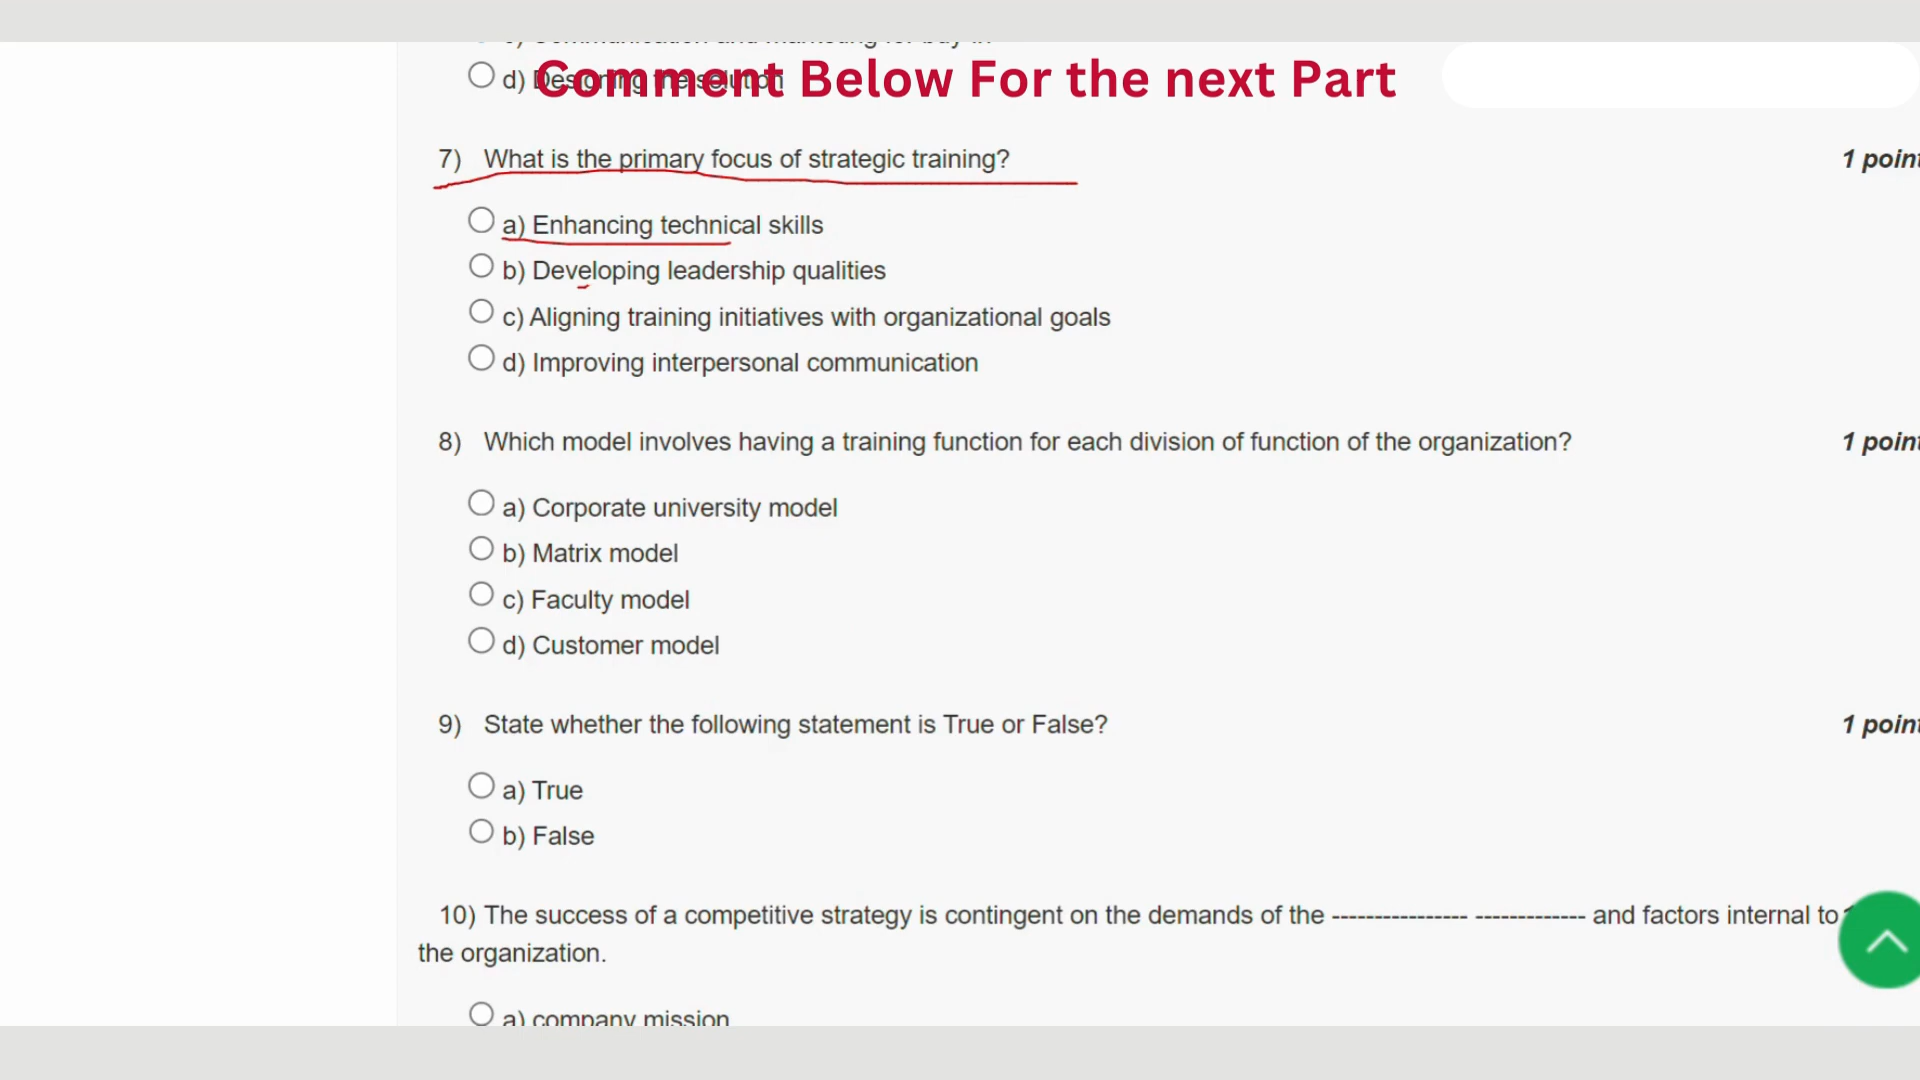 d) Designing the solution
Comment Below For the next Part
7) What is the primary focus of strategic training?
1 point
a) Enhancing technical skills
b) Developing leadership qualities
c) Aligning training initiatives with organizational goals
d) Improving interpersonal communication
8) Which model involves having a training function for each division of function of the organization?
1 point
a) Corporate university model
b) Matrix model
c) Faculty model
d) Customer model
9) State whether the following statement is True or False?
1 point
a) True
b) False
10) The success of a competitive strategy is contingent on the demands of the ---------------- ------------- and factors internal to
the organization.
a) company mission